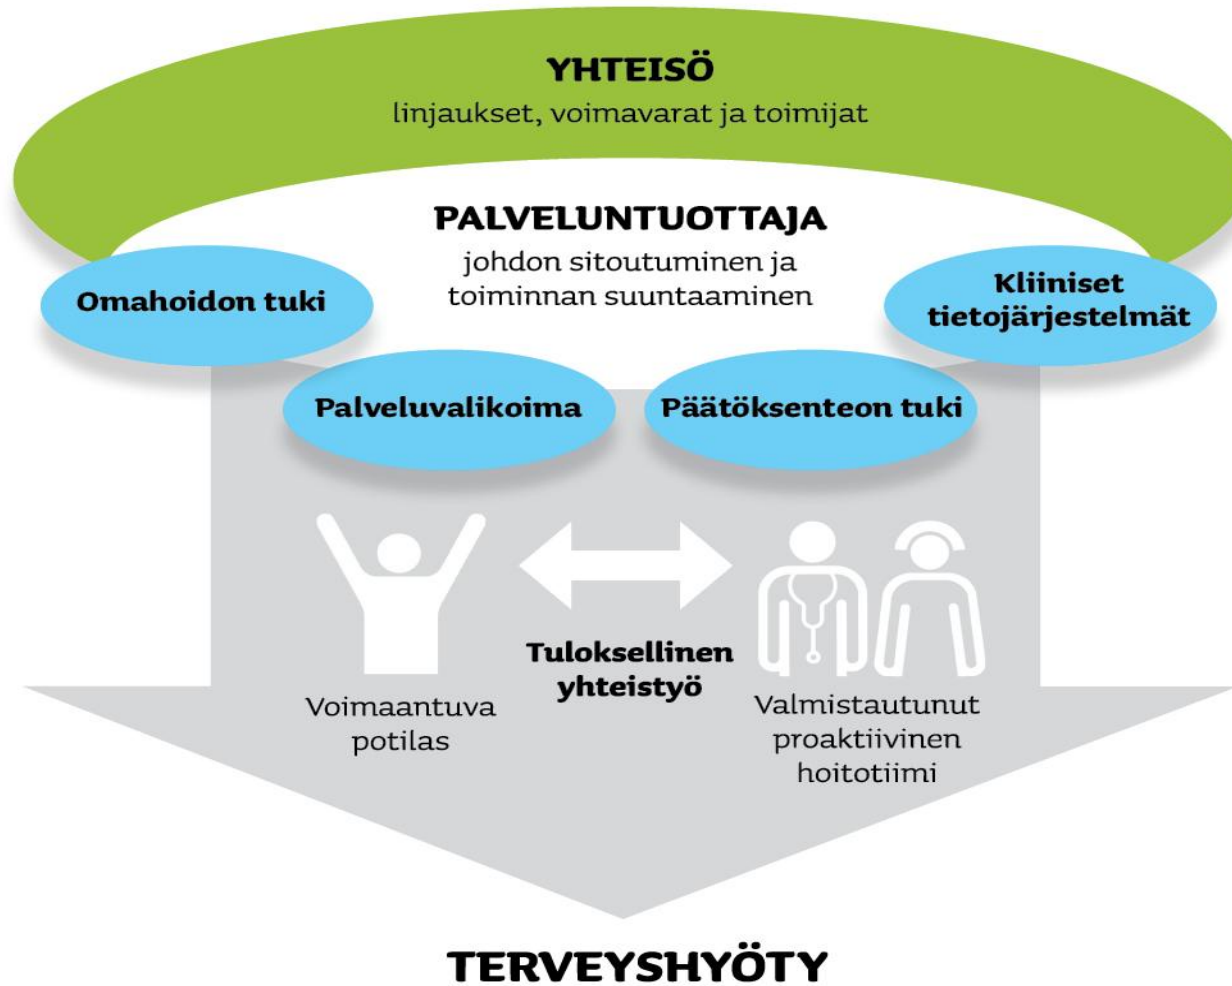 YHTEISÖ
linjaukset, voimavarat ja toimijat
PALVELUNTUOTTAJA
johdon sitoutuminen ja
toiminnan suuntaaminen
Omahoidon tuki
Kliiniset
tietojärjestelmät
Palveluvalikoima
Päätöksenteon tuki
Tuloksellinen
yhteistyö
Voimaantuva
potilas
Valmistautunut
proaktiivinen
hoitotiimi
TERVEYSHYÖTY